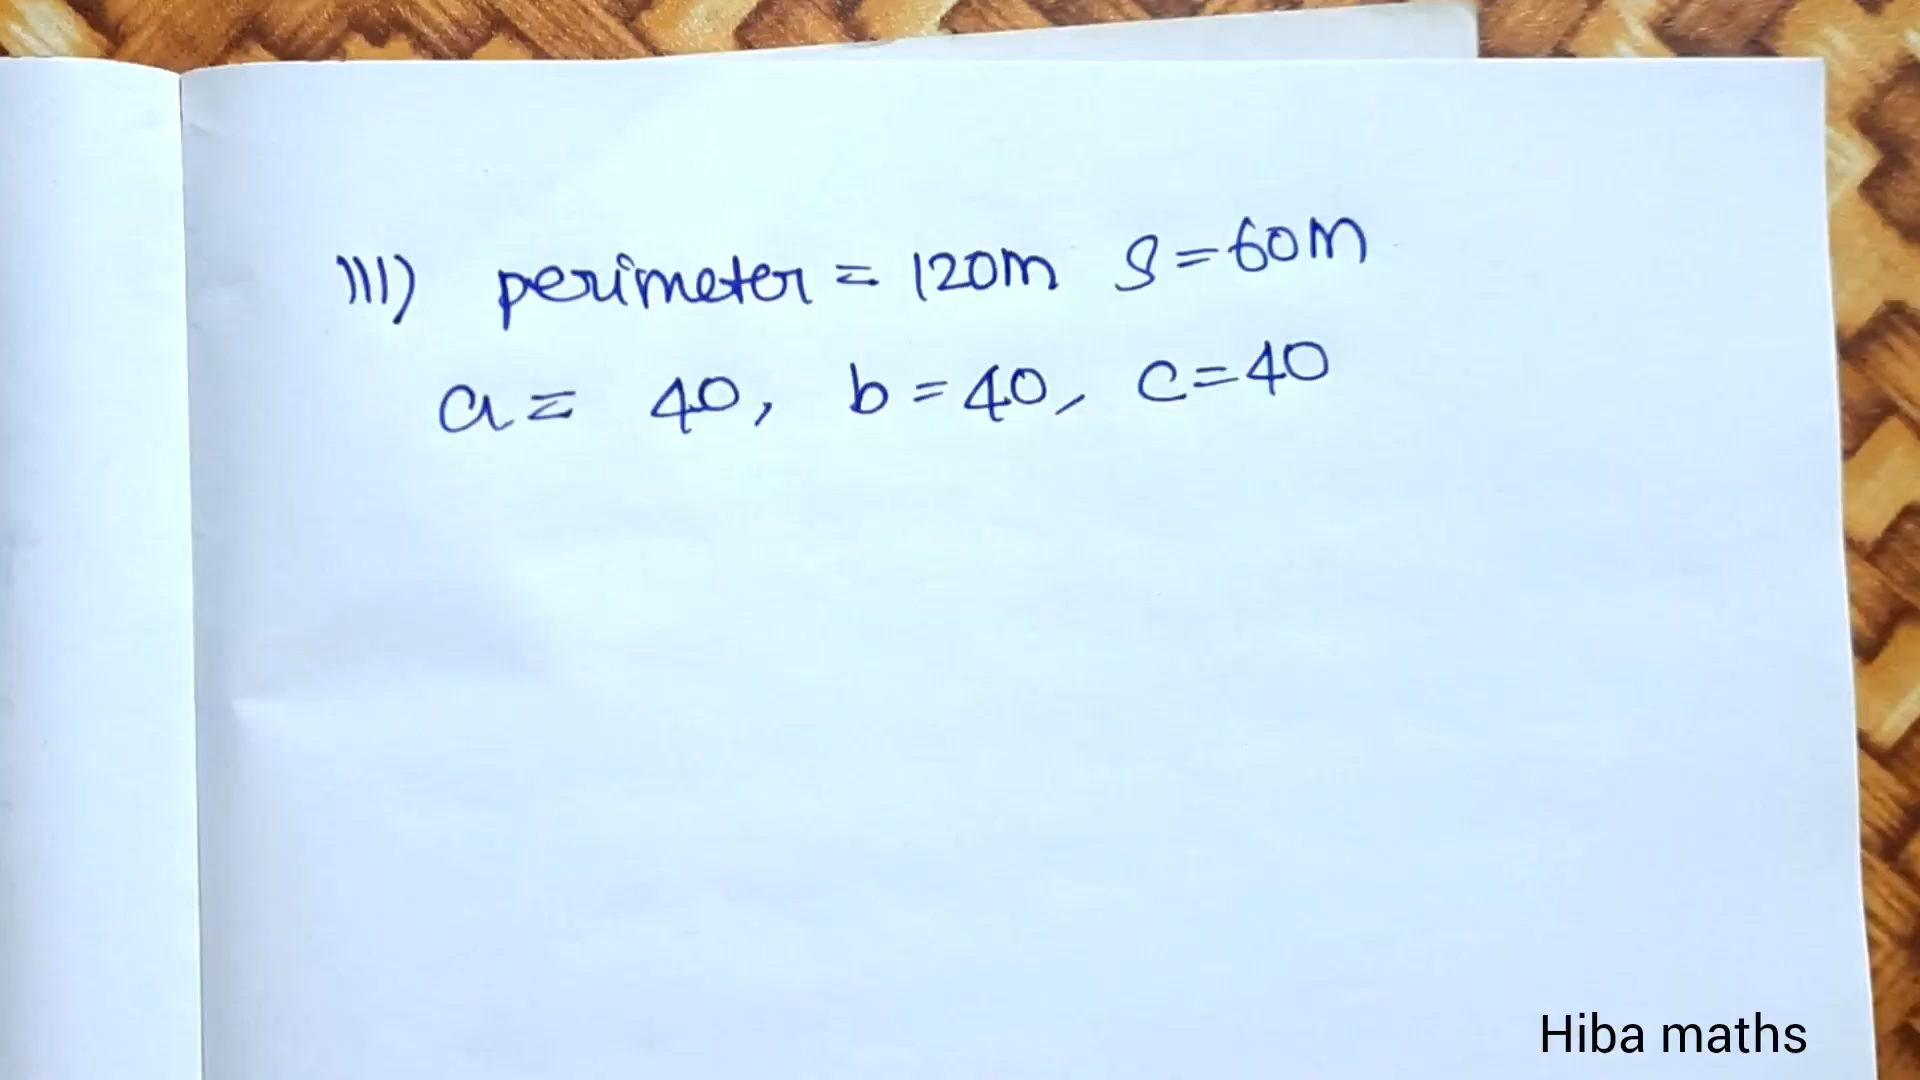 III) perimeter = 120m S=60m
a = 40, b = 40, c=40
Hiba maths